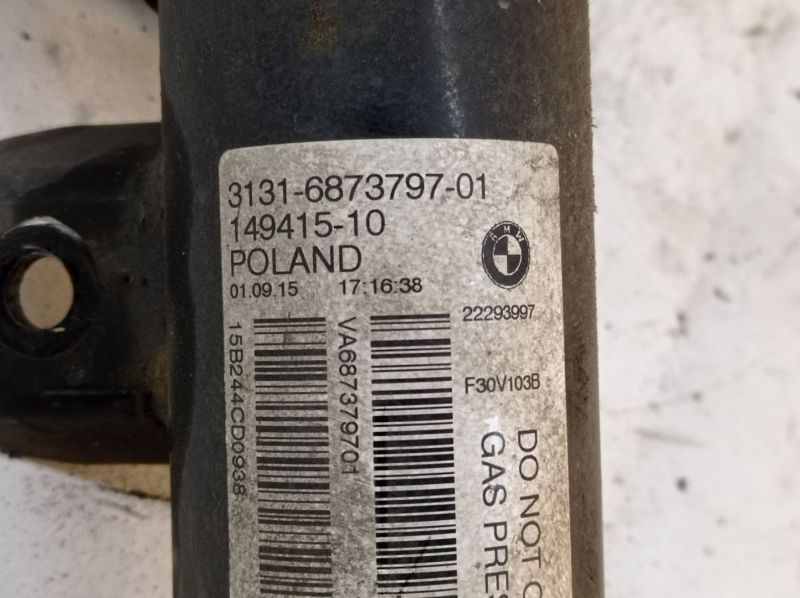 3131-6873797-01
149415-10
POLAND
BMW
01.09.15 17:16:38
22293997
F30V103B
15B244CD0938
VA687379701
DO NOT
GAS